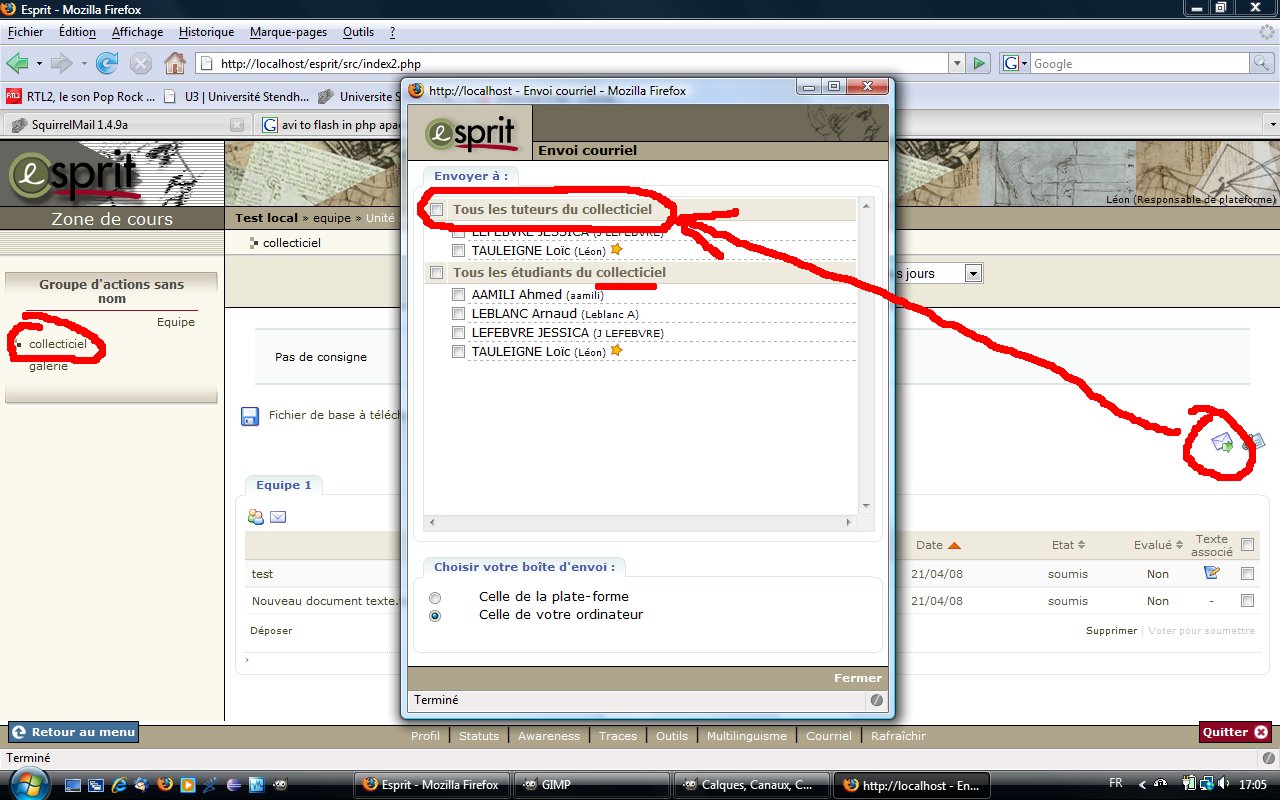 Esprit - Mozilla Firefox
Fichier Édition Affichage Historique Marque-pages Outils ?
http://localhost/esprit/src/index2.php
Google
RTL2, le son Pop Rock ...
U3 | Université Stendh...
Universite S
SquirrelMail 1.4.9a
avi to flash in php apa
esprit
Léon (Responsable de plateforme)
Zone de cours
Test local » equipe » Unité
collecticiel
s jours
Groupe d'actions sans
nom
Equipe
collecticiel
galerie
Pas de consigne
Fichier de base à téléch
Equipe 1
Date Etat Evalué Texte
associé
test 21/04/08 soumis Non
Nouveau document texte. 21/04/08 soumis Non -
Déposer Supprimer | Voter pour soumettre
›
http://localhost - Envoi courriel - Mozilla Firefox
esprit
Envoi courriel
Envoyer à :
Tous les tuteurs du collecticiel
LEFEBVRE JESSICA (J LEFEBVRE)
TAULEIGNE Loïc (Léon)
Tous les étudiants du collecticiel
AAMILI Ahmed (aamili)
LEBLANC Arnaud (Leblanc A)
LEFEBVRE JESSICA (J LEFEBVRE)
TAULEIGNE Loïc (Léon)
Choisir votre boîte d'envoi :
Celle de la plate-forme
Celle de votre ordinateur
Fermer
Terminé
Retour au menu
Profil | Statuts | Awareness | Traces | Outils | Multilinguisme | Courriel | Rafraîchir
Quitter
Terminé
Esprit - Mozilla Firefox
GIMP
Calques, Canaux, C...
http://localhost - En...
FR
17:05